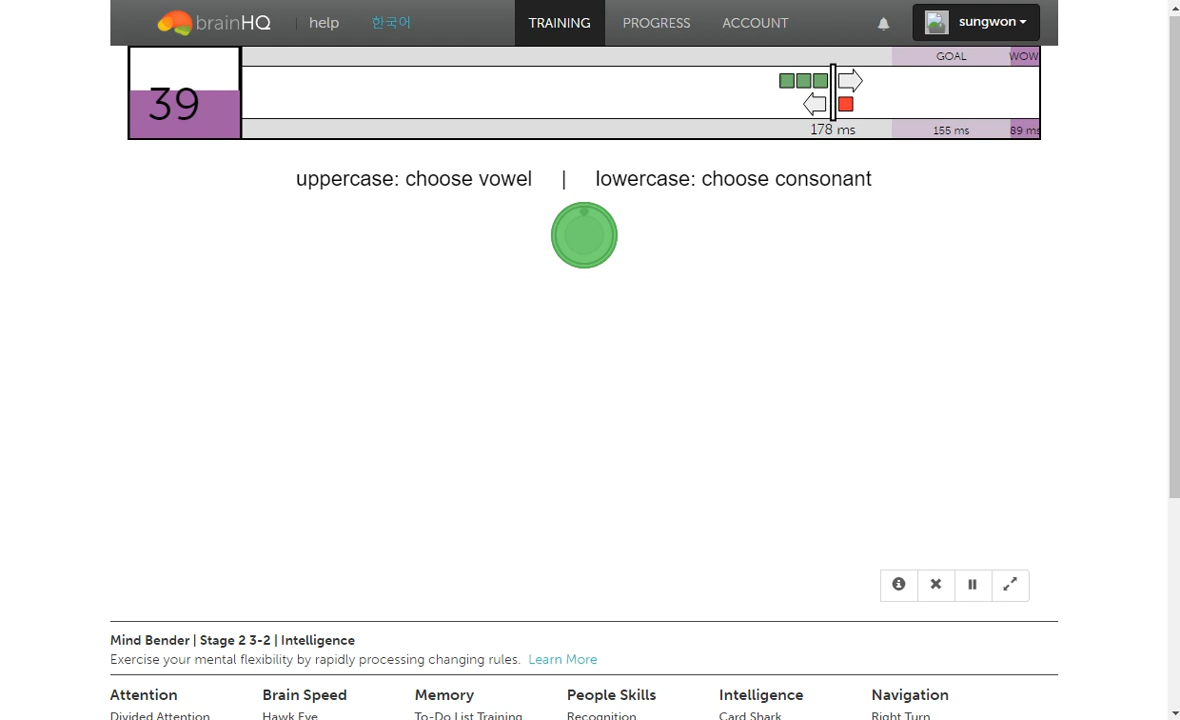 brainHQ | help 한국어 TRAINING PROGRESS ACCOUNT sungwon
39
GOAL WOW
178 ms 155 ms 89 ms
uppercase: choose vowel | lowercase: choose consonant
Mind Bender | Stage 2 3-2 | Intelligence
Exercise your mental flexibility by rapidly processing changing rules. Learn More
Attention Brain Speed Memory People Skills Intelligence Navigation
Divided Attention Hawk Eye To-Do List Training Recognition Card Shark Right Turn